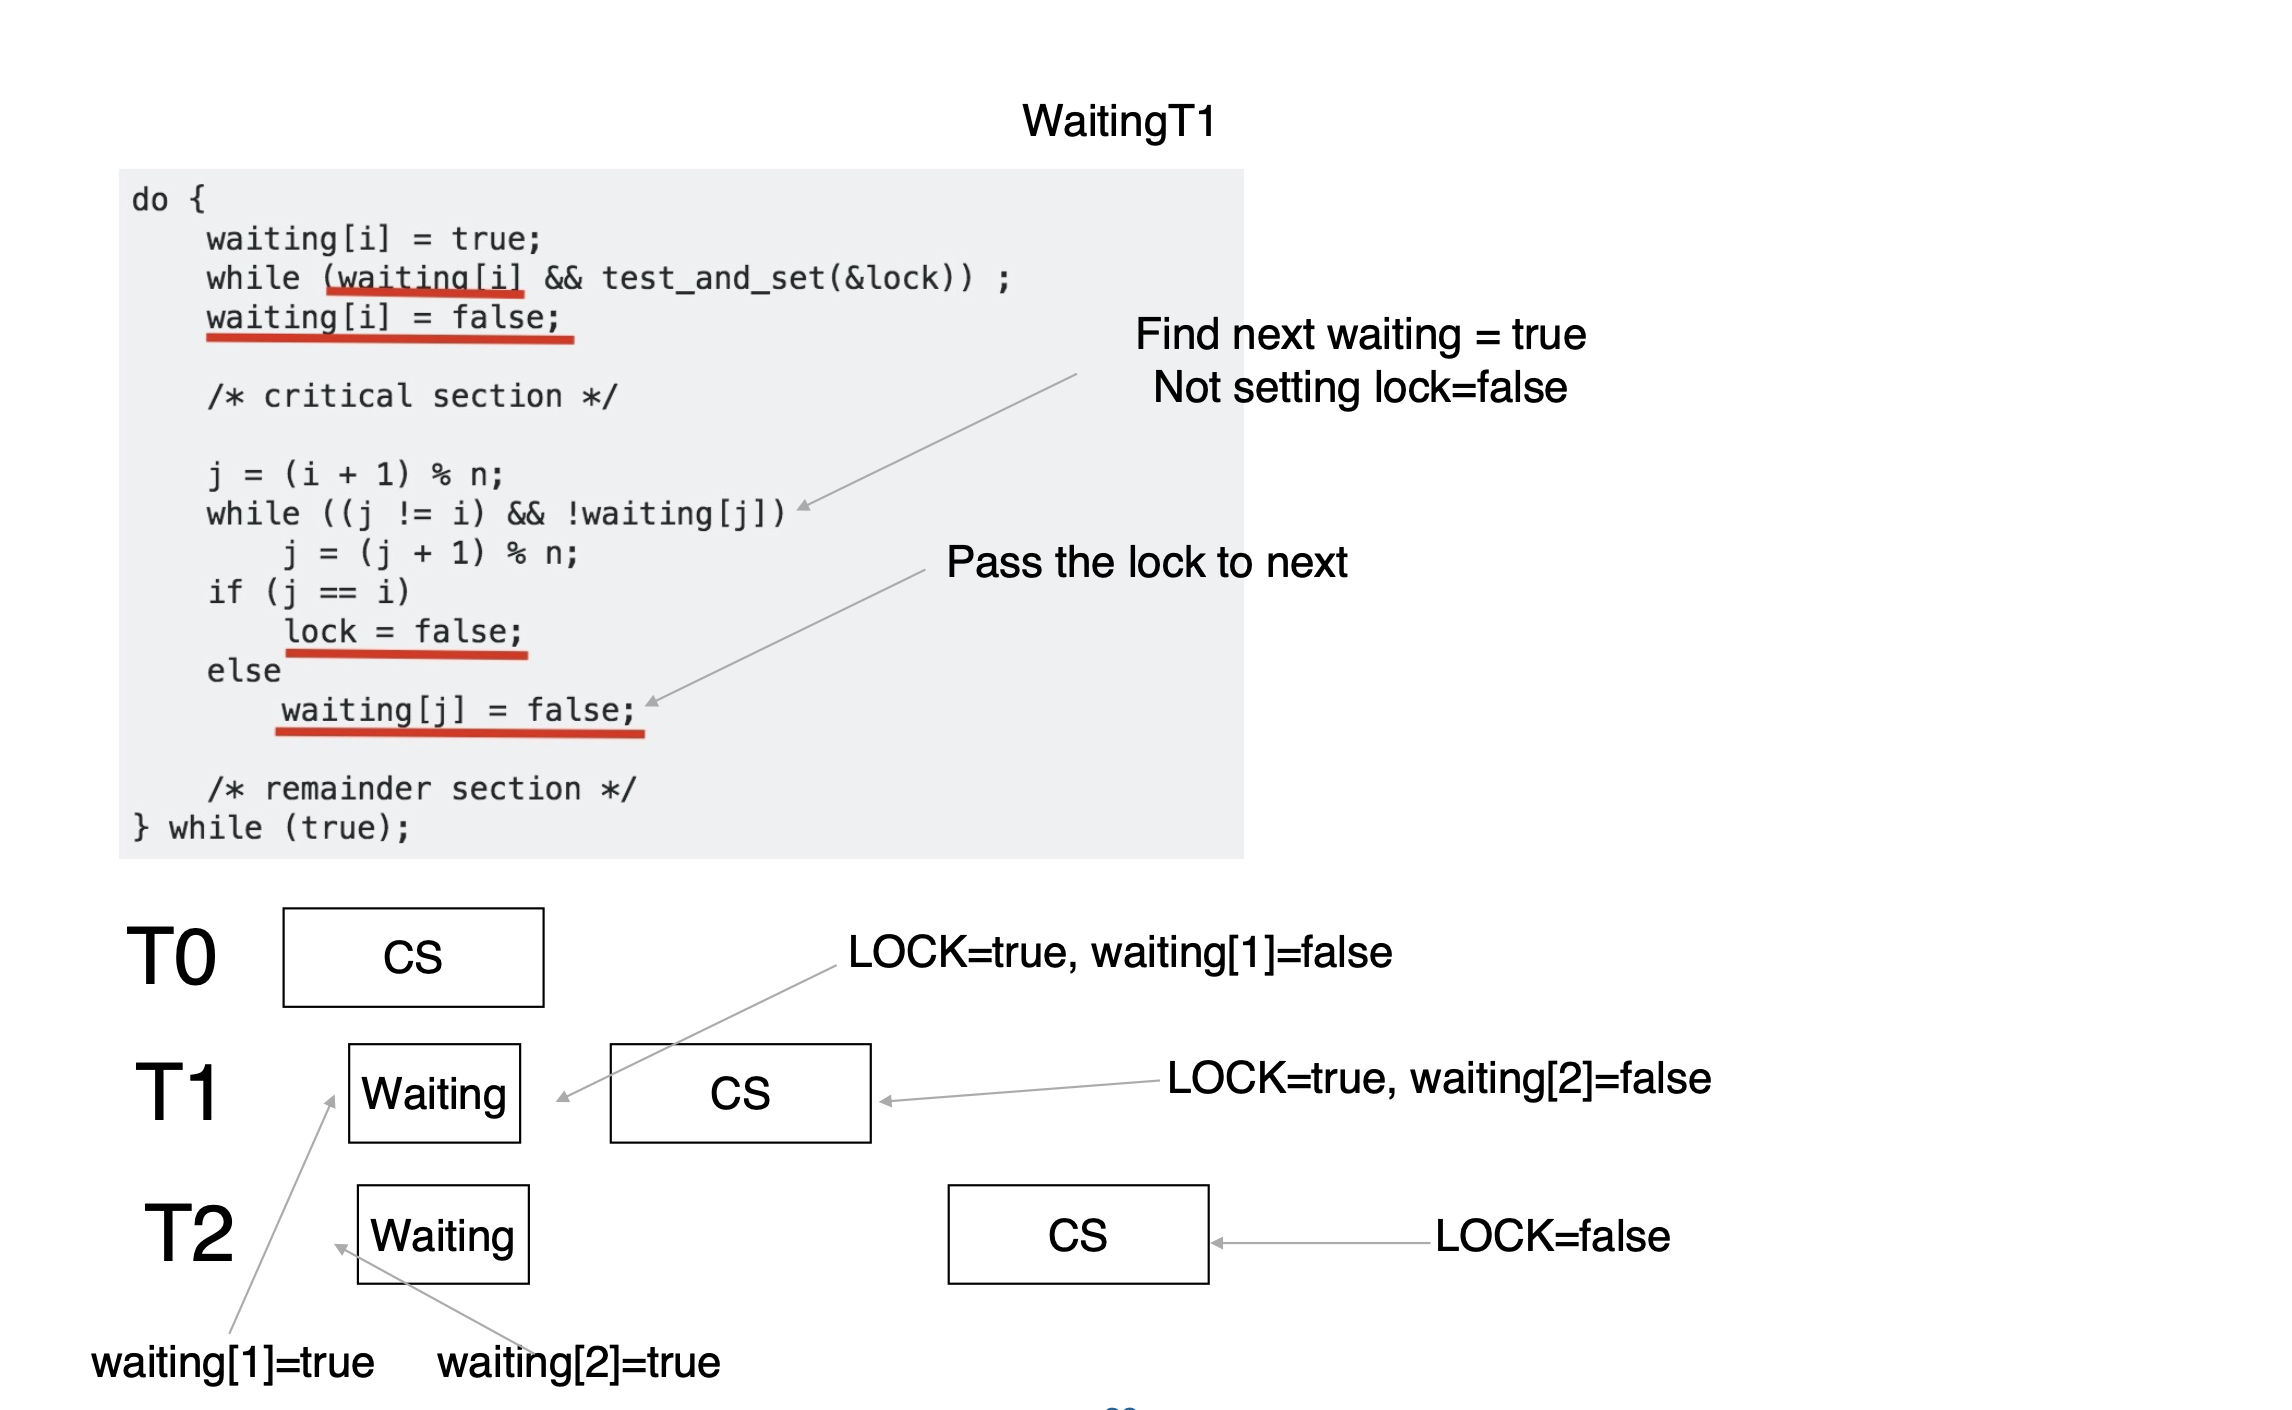 WaitingT1
do {
waiting[i] = true;
while (waiting[i] && test_and_set(&lock)) ;
waiting[i] = false;
/* critical section */
j = (i + 1) % n;
while ((j != i) && !waiting[j])
j = (j + 1) % n;
if (j == i)
lock = false;
else
waiting[j] = false;
/* remainder section */
} while (true);
Find next waiting = true
Not setting lock=false
Pass the lock to next
T0
CS
LOCK=true, waiting[1]=false
T1
Waiting
CS
LOCK=true, waiting[2]=false
T2
Waiting
CS
LOCK=false
waiting[1]=true
waiting[2]=true